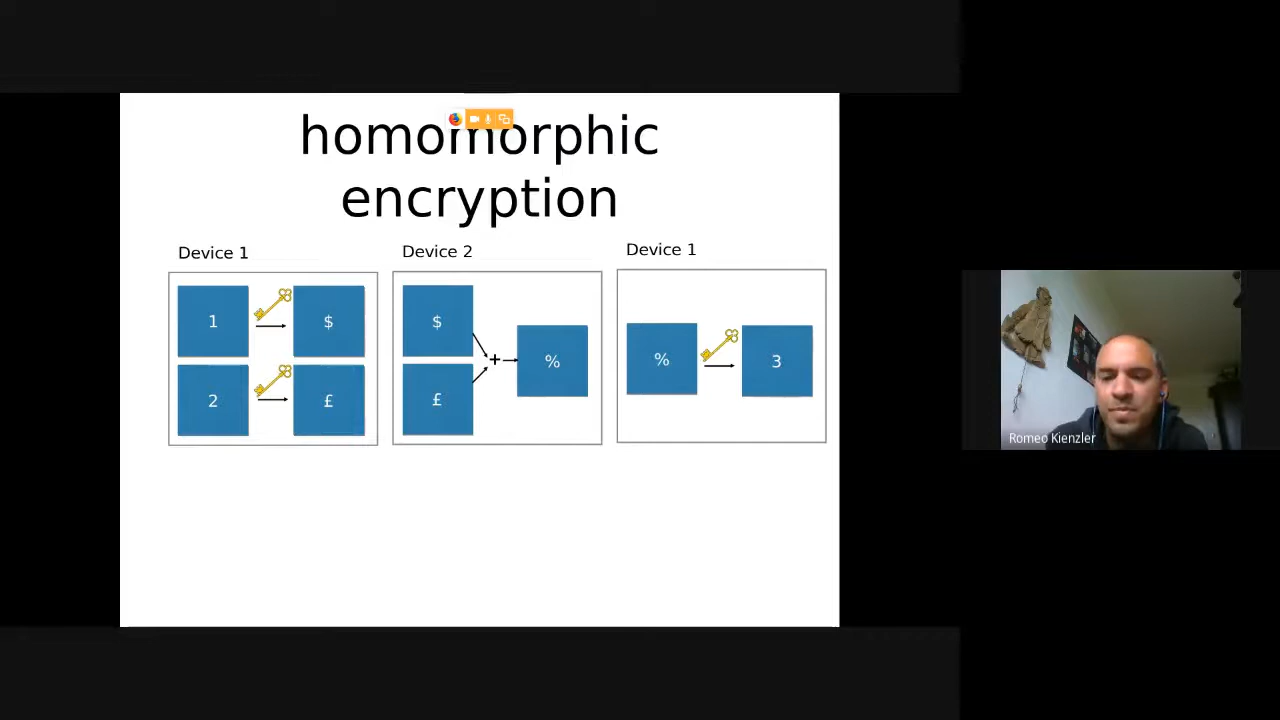 homomorphic
encryption
Device 1
Device 2
Device 1
1
$
2
£
$
£
+
%
%
3
Romeo Kienzler